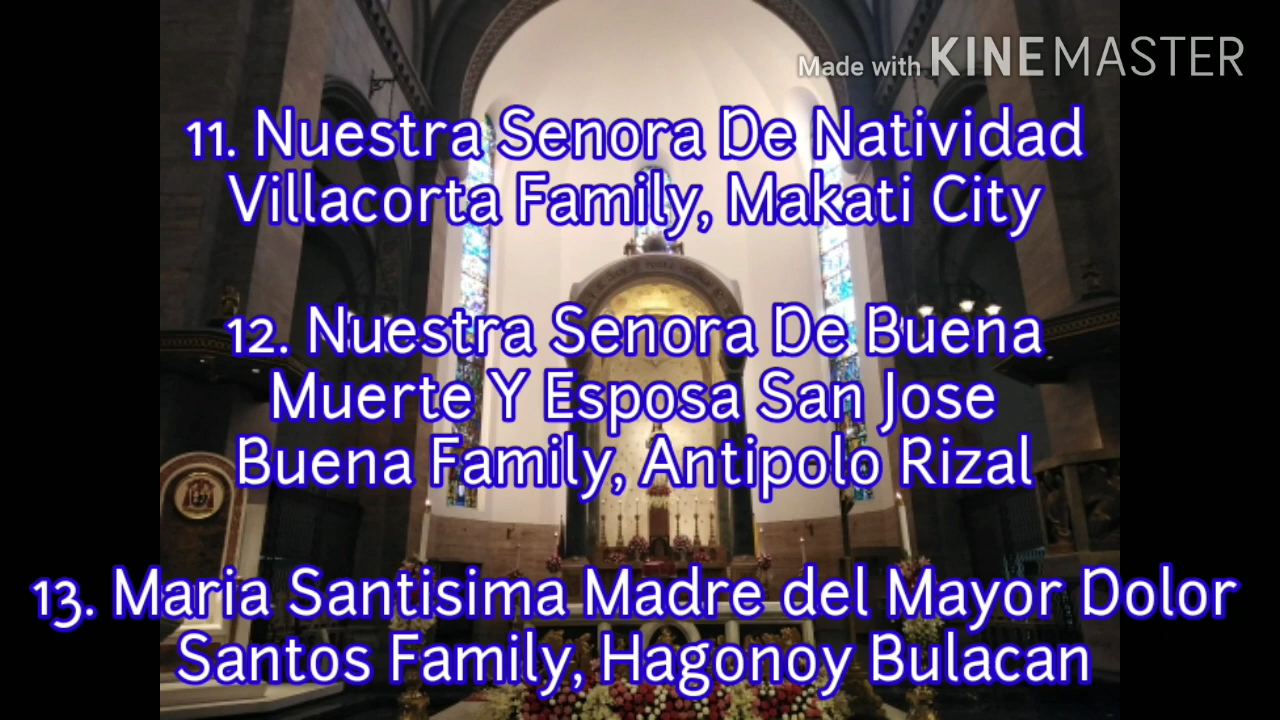 Made with KINEMASTER
11. Nuestra Senora De Natividad
Villacorta Family, Makati City
12. Nuestra Senora De Buena
Muerte Y Esposa San Jose
Buena Family, Antipolo Rizal
13. Maria Santisima Madre del Mayor Dolor
Santos Family, Hagonoy Bulacan